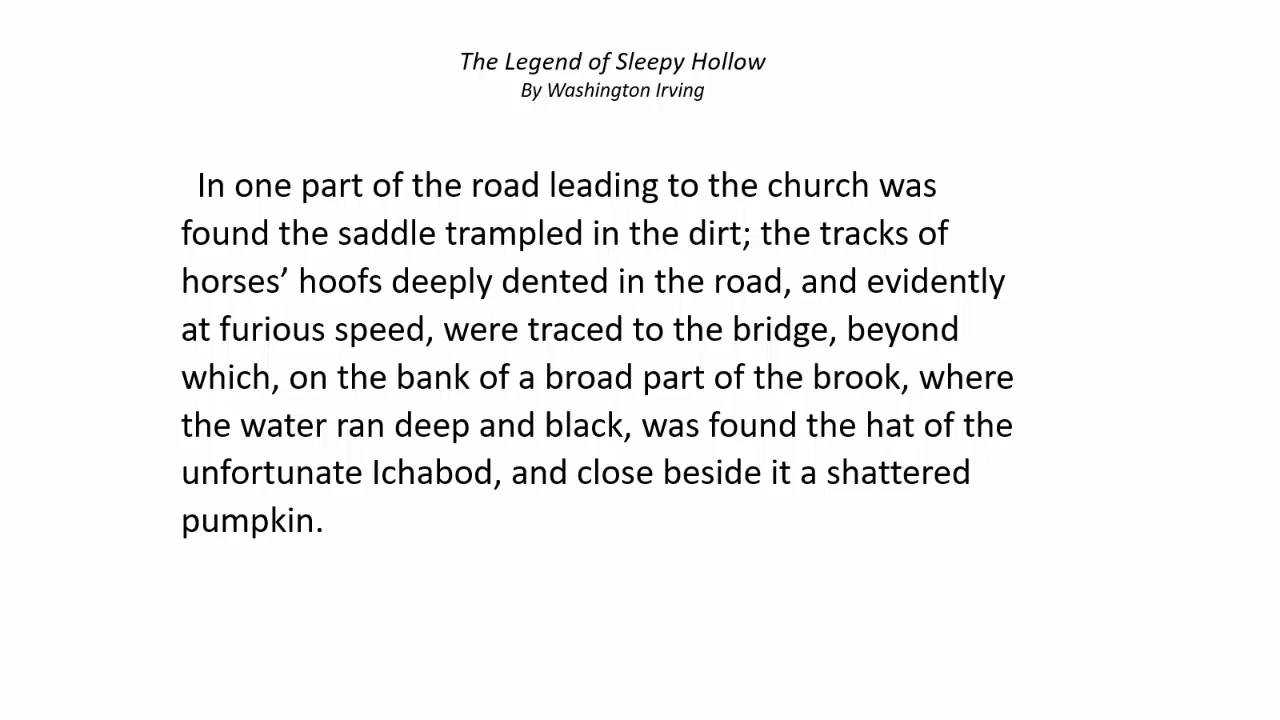 The Legend of Sleepy Hollow
By Washington Irving
In one part of the road leading to the church was
found the saddle trampled in the dirt; the tracks of
horses’ hoofs deeply dented in the road, and evidently
at furious speed, were traced to the bridge, beyond
which, on the bank of a broad part of the brook, where
the water ran deep and black, was found the hat of the
unfortunate Ichabod, and close beside it a shattered
pumpkin.